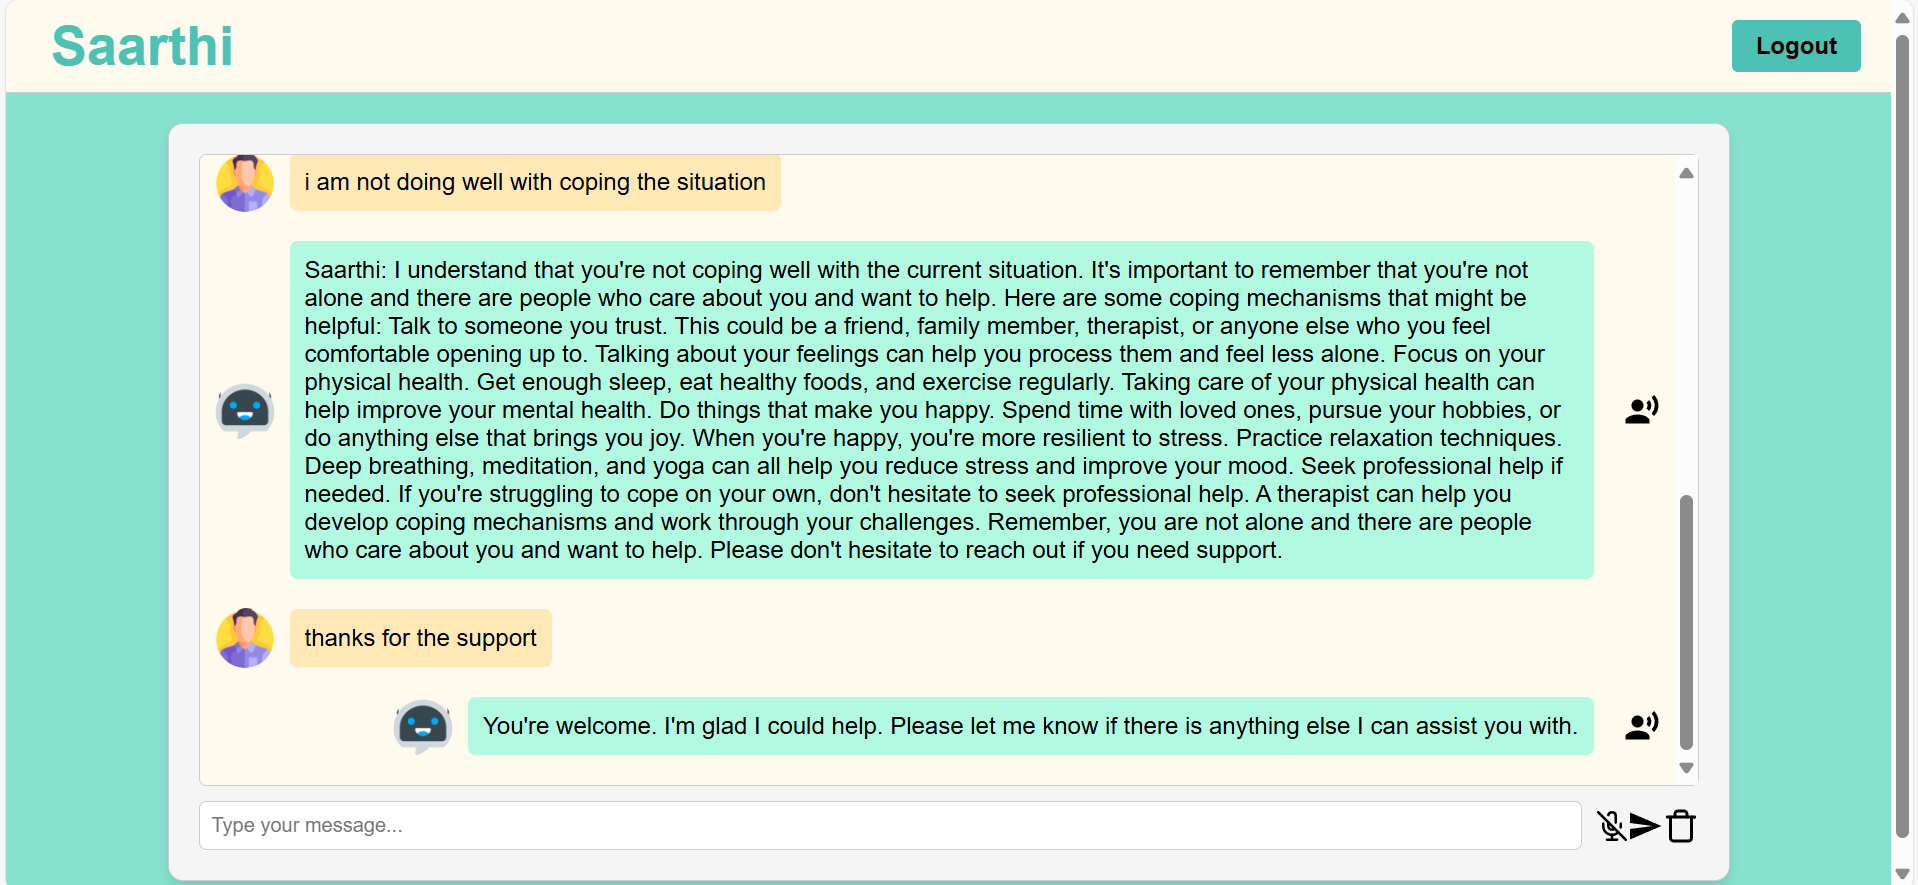 Saarthi
Logout
i am not doing well with coping the situation
Saarthi: I understand that you're not coping well with the current situation. It's important to remember that you're not
alone and there are people who care about you and want to help. Here are some coping mechanisms that might be
helpful: Talk to someone you trust. This could be a friend, family member, therapist, or anyone else who you feel
comfortable opening up to. Talking about your feelings can help you process them and feel less alone. Focus on your
physical health. Get enough sleep, eat healthy foods, and exercise regularly. Taking care of your physical health can
help improve your mental health. Do things that make you happy. Spend time with loved ones, pursue your hobbies, or
do anything else that brings you joy. When you're happy, you're more resilient to stress. Practice relaxation techniques.
Deep breathing, meditation, and yoga can all help you reduce stress and improve your mood. Seek professional help if
needed. If you're struggling to cope on your own, don't hesitate to seek professional help. A therapist can help you
develop coping mechanisms and work through your challenges. Remember, you are not alone and there are people
who care about you and want to help. Please don't hesitate to reach out if you need support.
thanks for the support
You're welcome. I'm glad I could help. Please let me know if there is anything else I can assist you with.
Type your message...